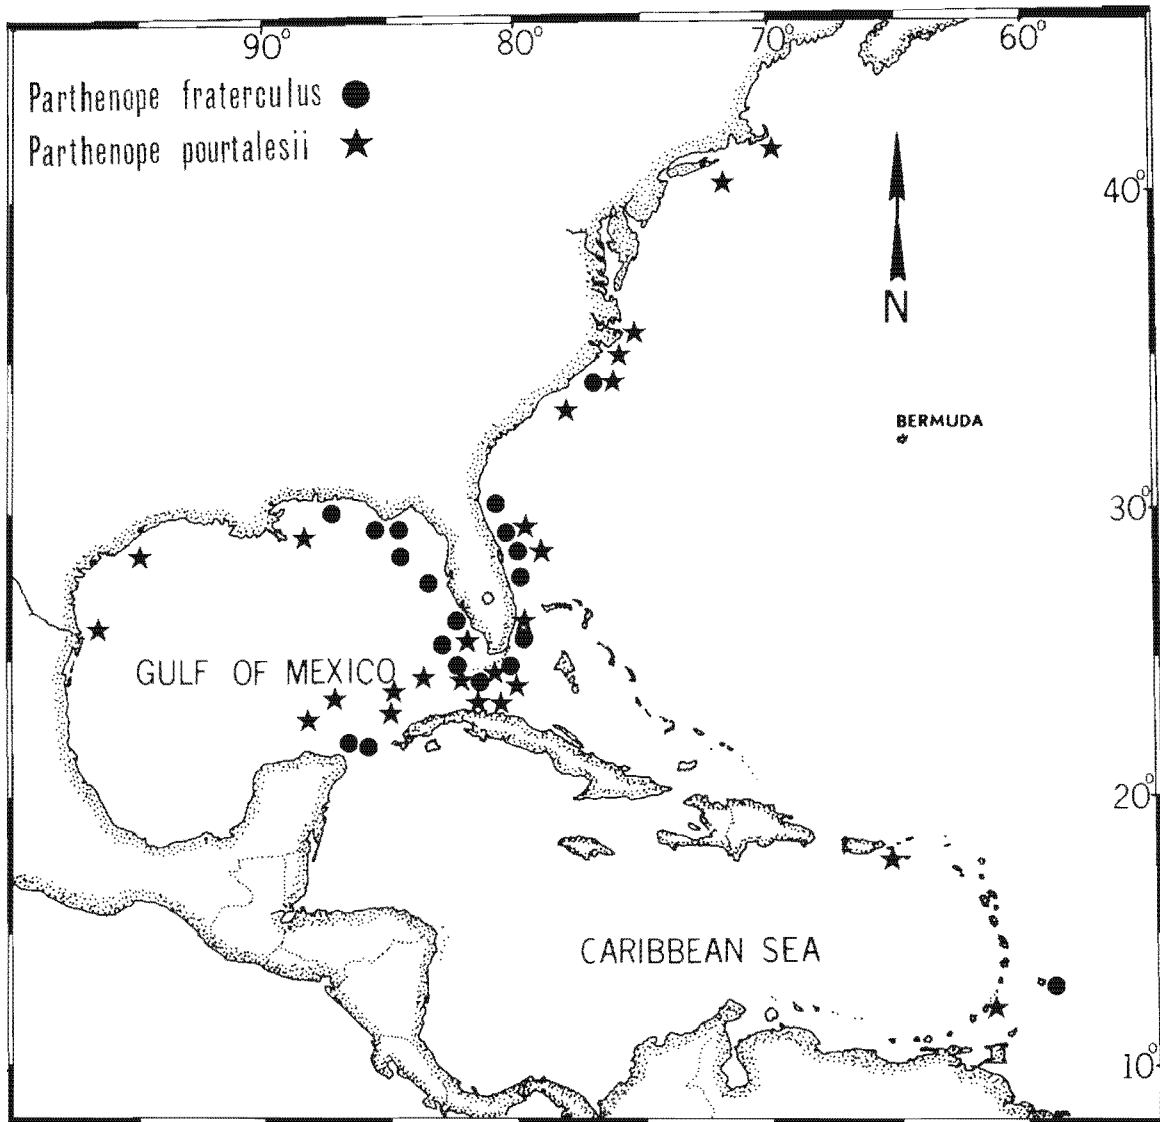 90° 80° 70° 60°
Parthenope fraterculus
Parthenope pourtalesii
40°
N
BERMUDA
30°
GULF OF MEXICO
20°
CARIBBEAN SEA
10°